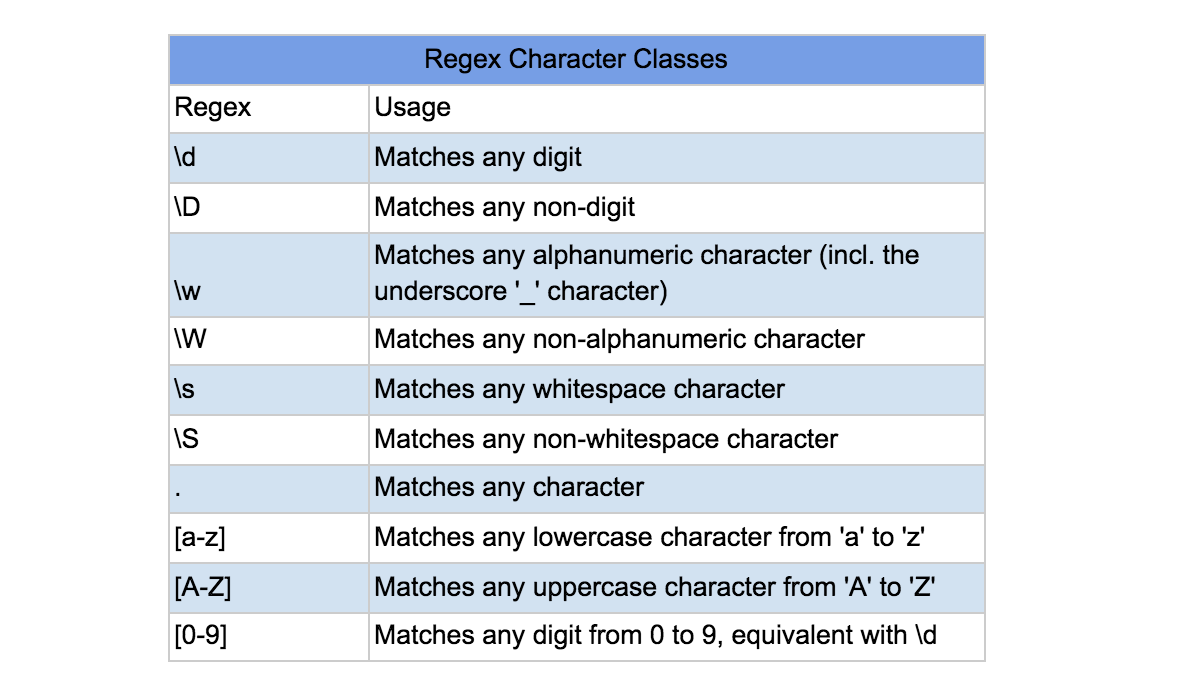 Regex Character Classes
Regex Usage
\d Matches any digit
\D Matches any non-digit
Matches any alphanumeric character (incl. the
\w underscore '_' character)
\W Matches any non-alphanumeric character
\s Matches any whitespace character
\S Matches any non-whitespace character
. Matches any character
[a-z] Matches any lowercase character from 'a' to 'z'
[A-Z] Matches any uppercase character from 'A' to 'Z'
[0-9] Matches any digit from 0 to 9, equivalent with \d